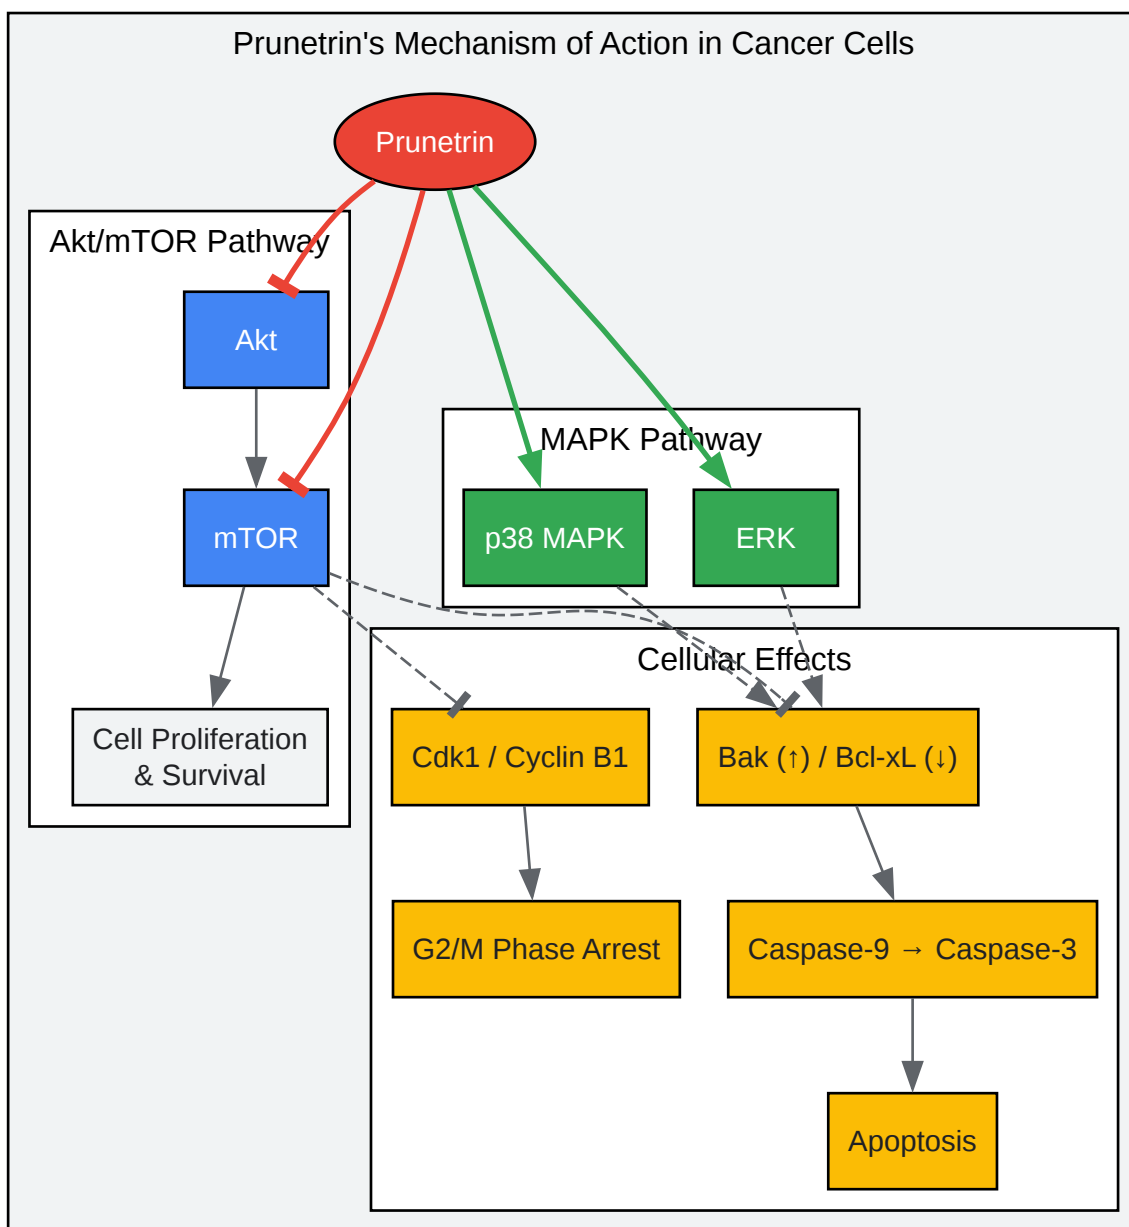 Prunetrin's Mechanism of Action in Cancer Cells
Prunetrin
Akt/mTOR Pathway
Akt
MAPK Pathway
mTOR
p38 MAPK
ERK
Cellular Effects
Cell Proliferation
& Survival
Cdk1 / Cyclin B1
Bak (↑) / Bcl-xL (↓)
G2/M Phase Arrest
Caspase-9 → Caspase-3
Apoptosis